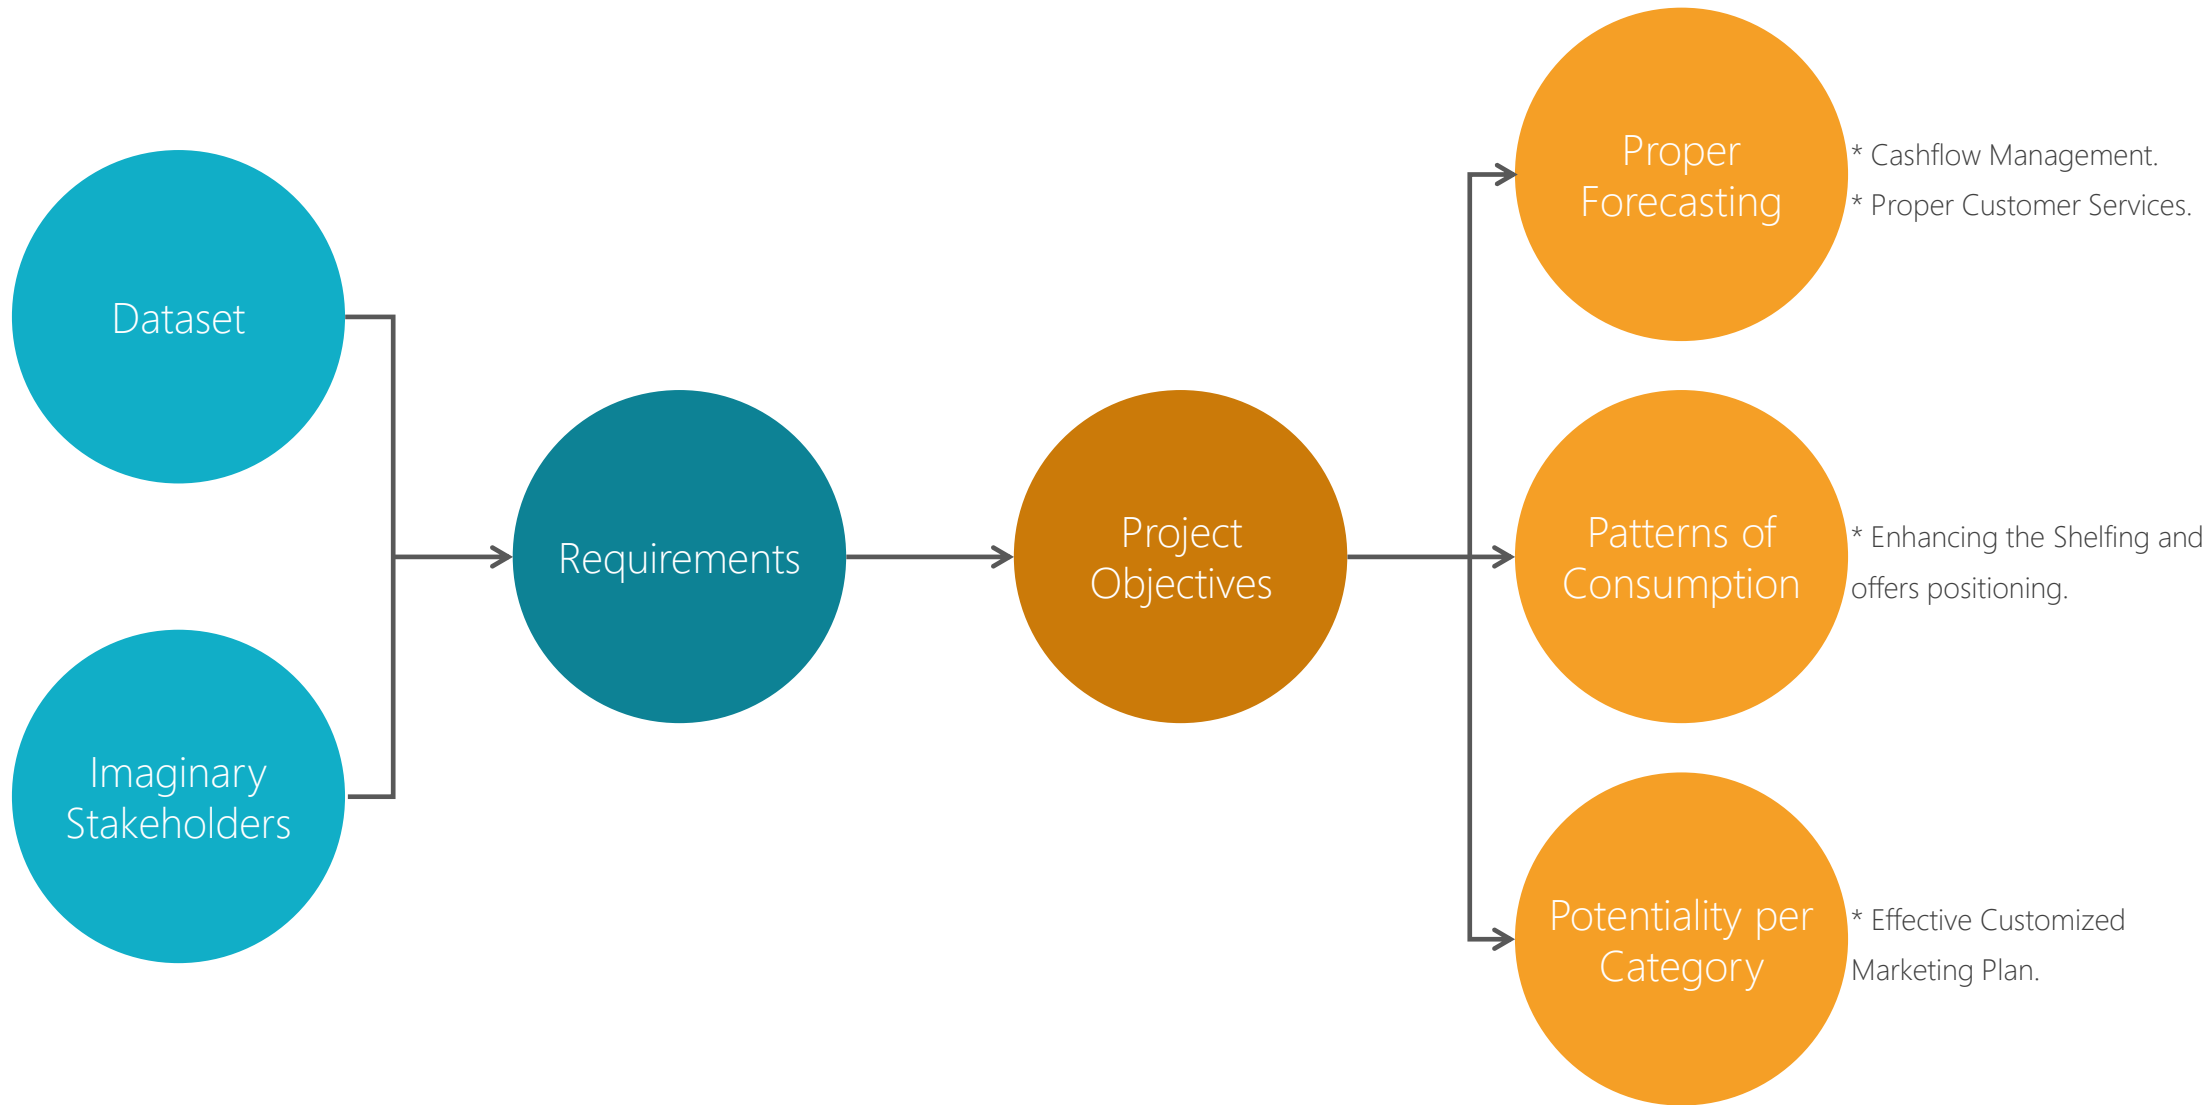 Dataset
Imaginary
Stakeholders
Requirements
Project
Objectives
Proper
Forecasting
* Cashflow Management.
* Proper Customer Services.
Patterns of
Consumption
* Enhancing the Shelfing and
offers positioning.
Potentiality per
Category
* Effective Customized
Marketing Plan.